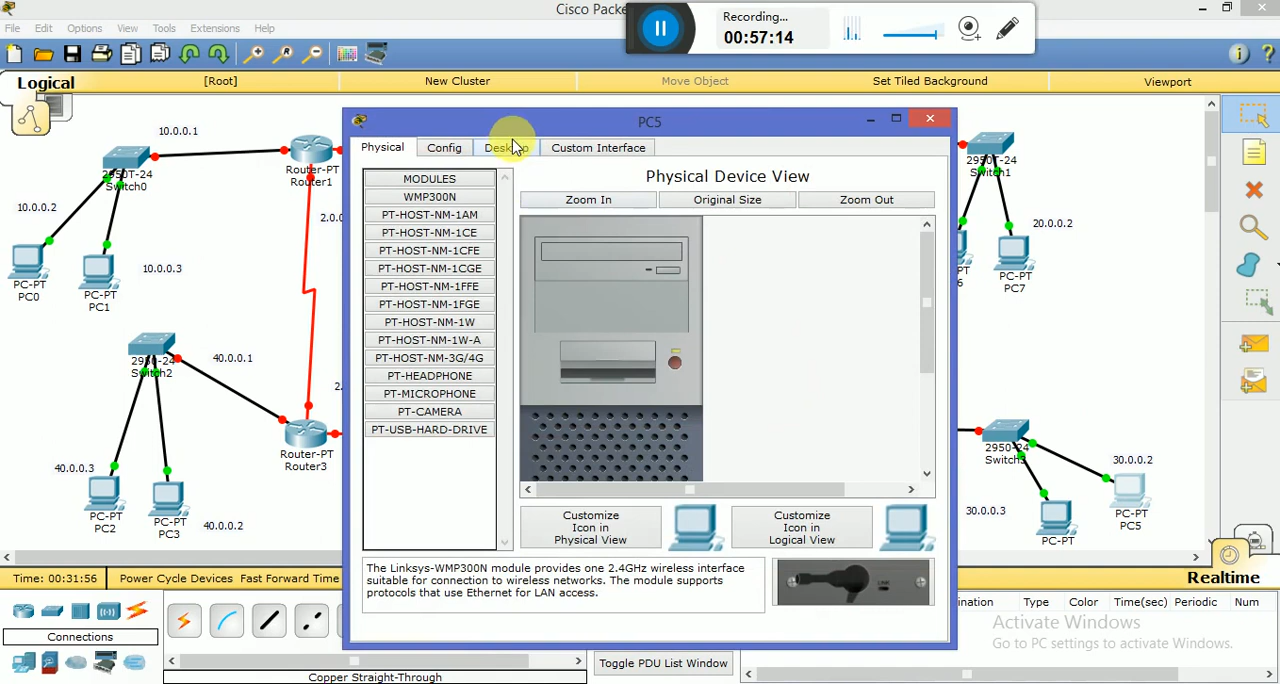 Cisco Packe
Recording...
00:57:14
File Edit Options View Tools Extensions Help
Logical
[Root]
New Cluster
Move Object
Set Tiled Background
Viewport
10.0.0.1
2950T-24
Switch0
Router-PT
Router1
10.0.0.2
10.0.0.3
PC-PT
PC0
PC-PT
PC1
2.0.
40.0.0.1
Switch2
Router-PT
Router3
2.
40.0.0.3
PC-PT
PC2
PC-PT
PC3
40.0.0.2
PC5
Physical
Config
Custom Interface
MODULES
WMP300N
PT-HOST-NM-1AM
PT-HOST-NM-1CE
PT-HOST-NM-1CFE
PT-HOST-NM-1CGE
PT-HOST-NM-1FFE
PT-HOST-NM-1FGE
PT-HOST-NM-1W
PT-HOST-NM-1W-A
PT-HOST-NM-3G/4G
PT-HEADPHONE
PT-MICROPHONE
PT-CAMERA
PT-USB-HARD-DRIVE
Physical Device View
Zoom In
Original Size
Zoom Out
Customize
Icon in
Physical View
Customize
Icon in
Logical View
The Linksys-WMP300N module provides one 2.4GHz wireless interface
suitable for connection to wireless networks. The module supports
protocols that use Ethernet for LAN access.
2950T-24
Switch1
20.0.0.2
PT
6
PC-PT
PC7
2950-24
30.0.0.2
30.0.0.3
PC-PT
PC-PT
PC5
Time: 00:31:56
Power Cycle Devices Fast Forward Time
Realtime
Connections
Copper Straight-Through
Toggle PDU List Window
ination
Type
Color
Time(sec)
Periodic
Num
Activate Windows
Go to PC settings to activate Windows.